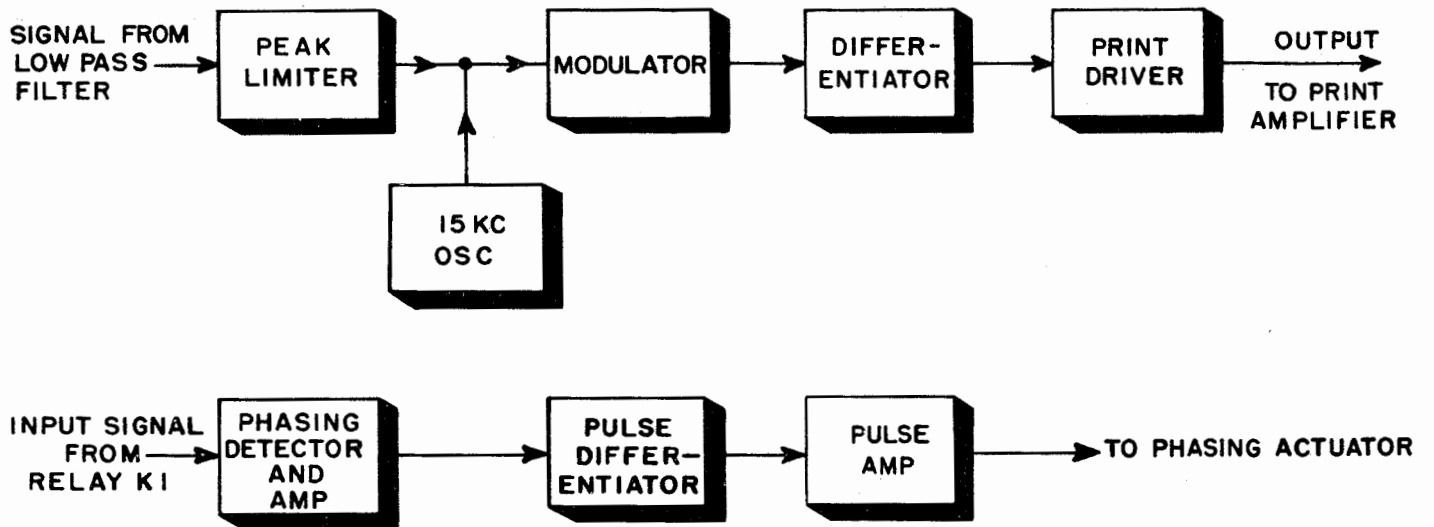 SIGNAL FROM
LOW PASS
FILTER
PEAK
LIMITER
MODULATOR
DIFFER-
ENTIATOR
PRINT
DRIVER
OUTPUT
TO PRINT
AMPLIFIER
15 KC
OSC
INPUT SIGNAL
FROM
RELAY K1
PHASING
DETECTOR
AND
AMP
PULSE
DIFFER-
ENTIATOR
PULSE
AMP
TO PHASING ACTUATOR